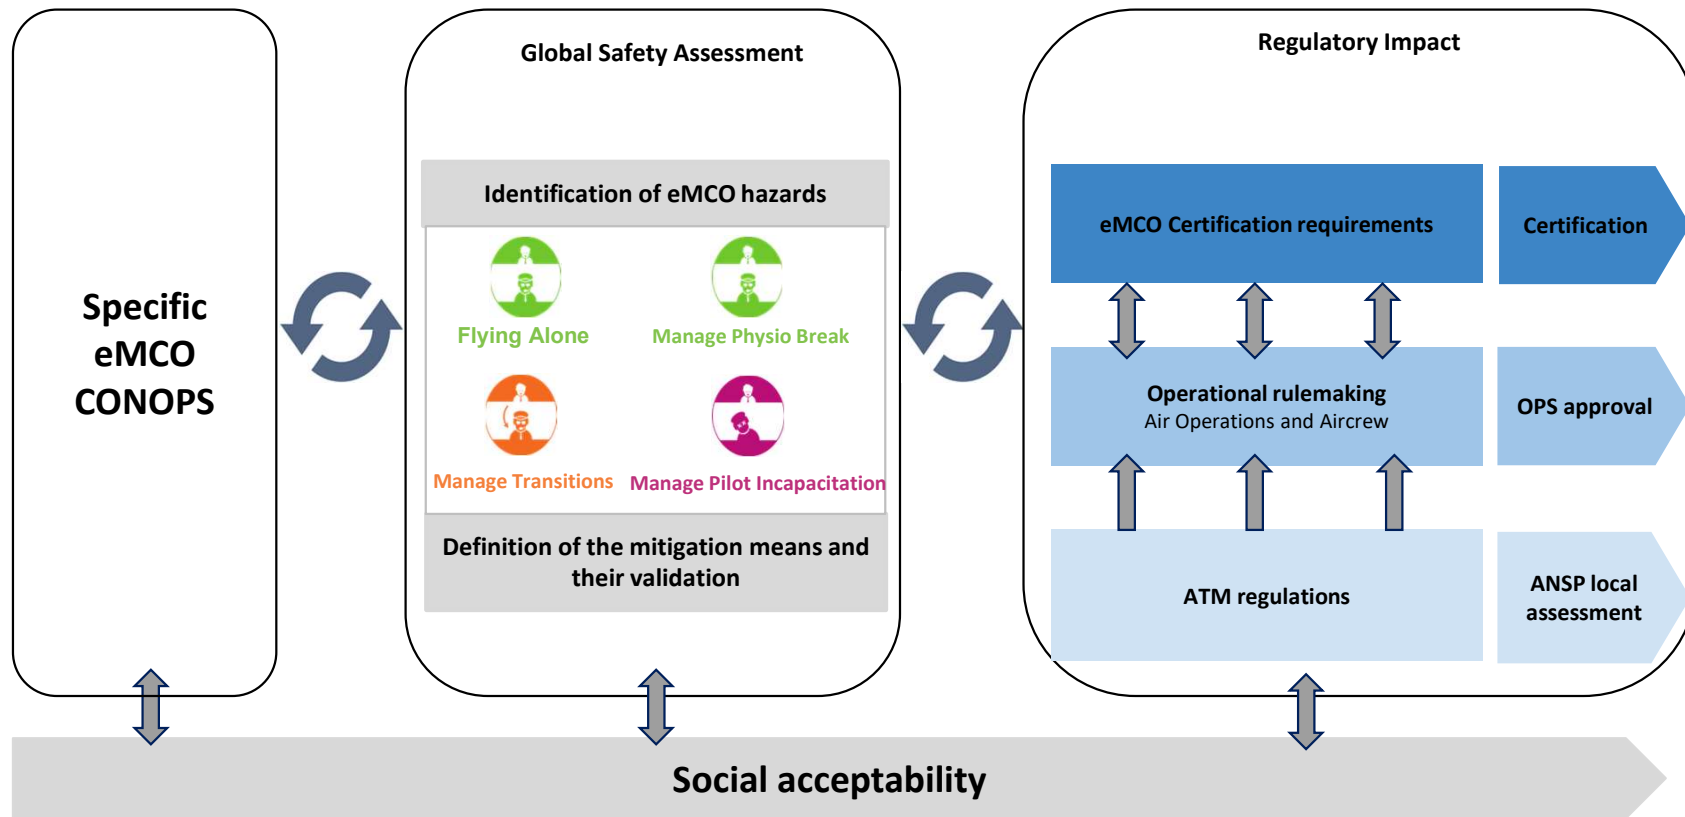 Specific
eMCO
CONOPS
Global Safety Assessment
Identification of eMCO hazards
Flying Alone
Manage Physio Break
Manage Transitions
Manage Pilot Incapacitation
Definition of the mitigation means and
their validation
Regulatory Impact
eMCO Certification requirements
Certification
Operational rulemaking
Air Operations and Aircrew
OPS approval
ATM regulations
ANSP local
assessment
Social acceptability